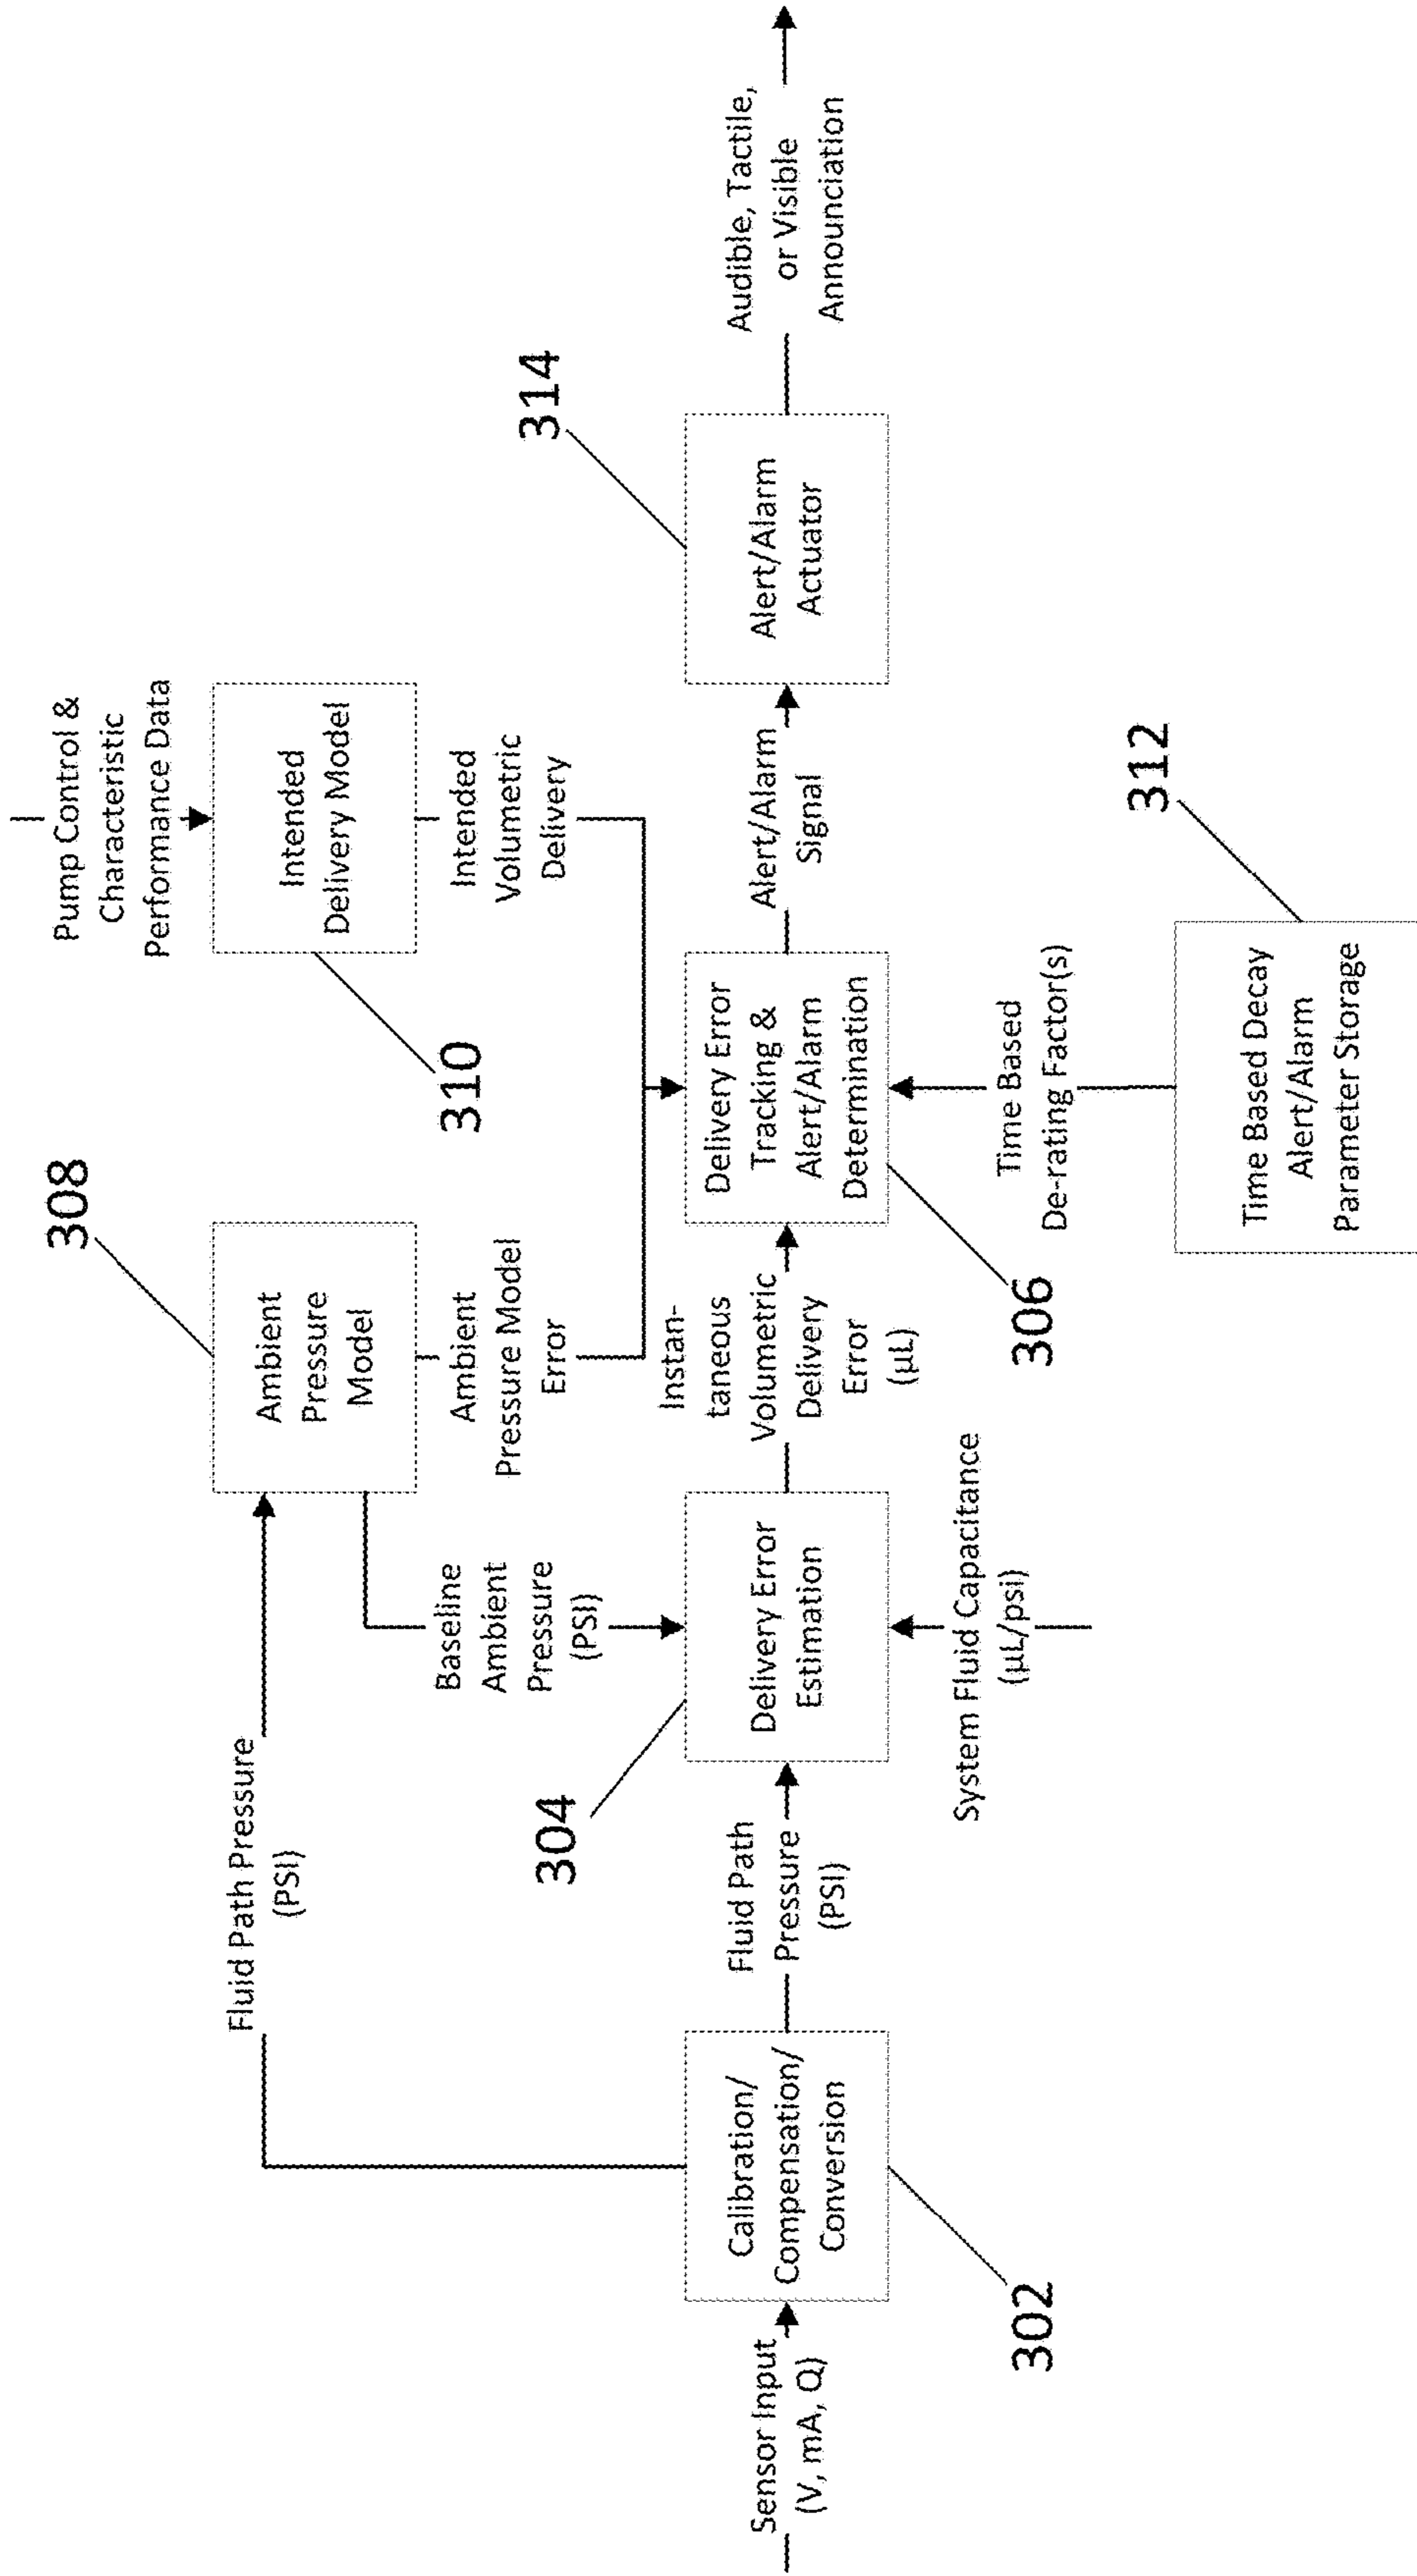 Pump Control &
Characteristic
Performance Data
308
Fluid Path Pressure
(PSI)
Ambient
Pressure
Model
Intended
Delivery Model
310
Baseline
Ambient
Pressure
(PSI)
Ambient
Pressure Model
Error
Intended
Volumetric
Delivery
314
304
Sensor Input
(V, mA, Q)
Calibration/
Compensation/
Conversion
Fluid Path
Pressure
(PSI)
Delivery Error
Estimation
Instan-
taneous
Volumetric
Delivery
Error
(μL)
Delivery Error
Tracking &
Alert/Alarm
Determination
Alert/Alarm
Signal
Alert/Alarm
Actuator
Audible, Tactile,
or Visible
Announciation
302
System Fluid Capacitance
(μL/psi)
306
Time Based
De-rating Factor(s)
312
Time Based Decay
Alert/Alarm
Parameter Storage